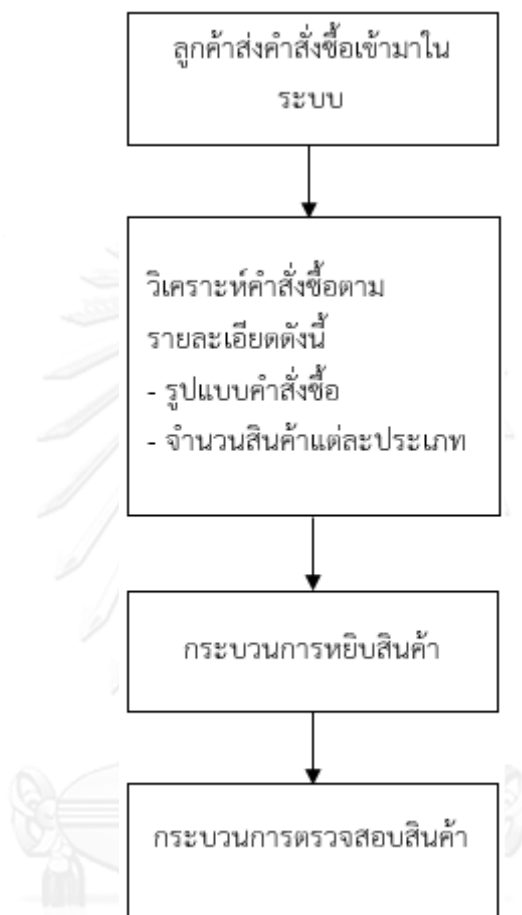 ลูกค้าส่งคำสั่งซื้อเข้ามาใน
ระบบ
วิเคราะห์คำสั่งซื้อตาม
รายละเอียดดังนี้
- รูปแบบคำสั่งซื้อ
- จำนวนสินค้าแต่ละประเภท
กระบวนการหยิบสินค้า
กระบวนการตรวจสอบสินค้า